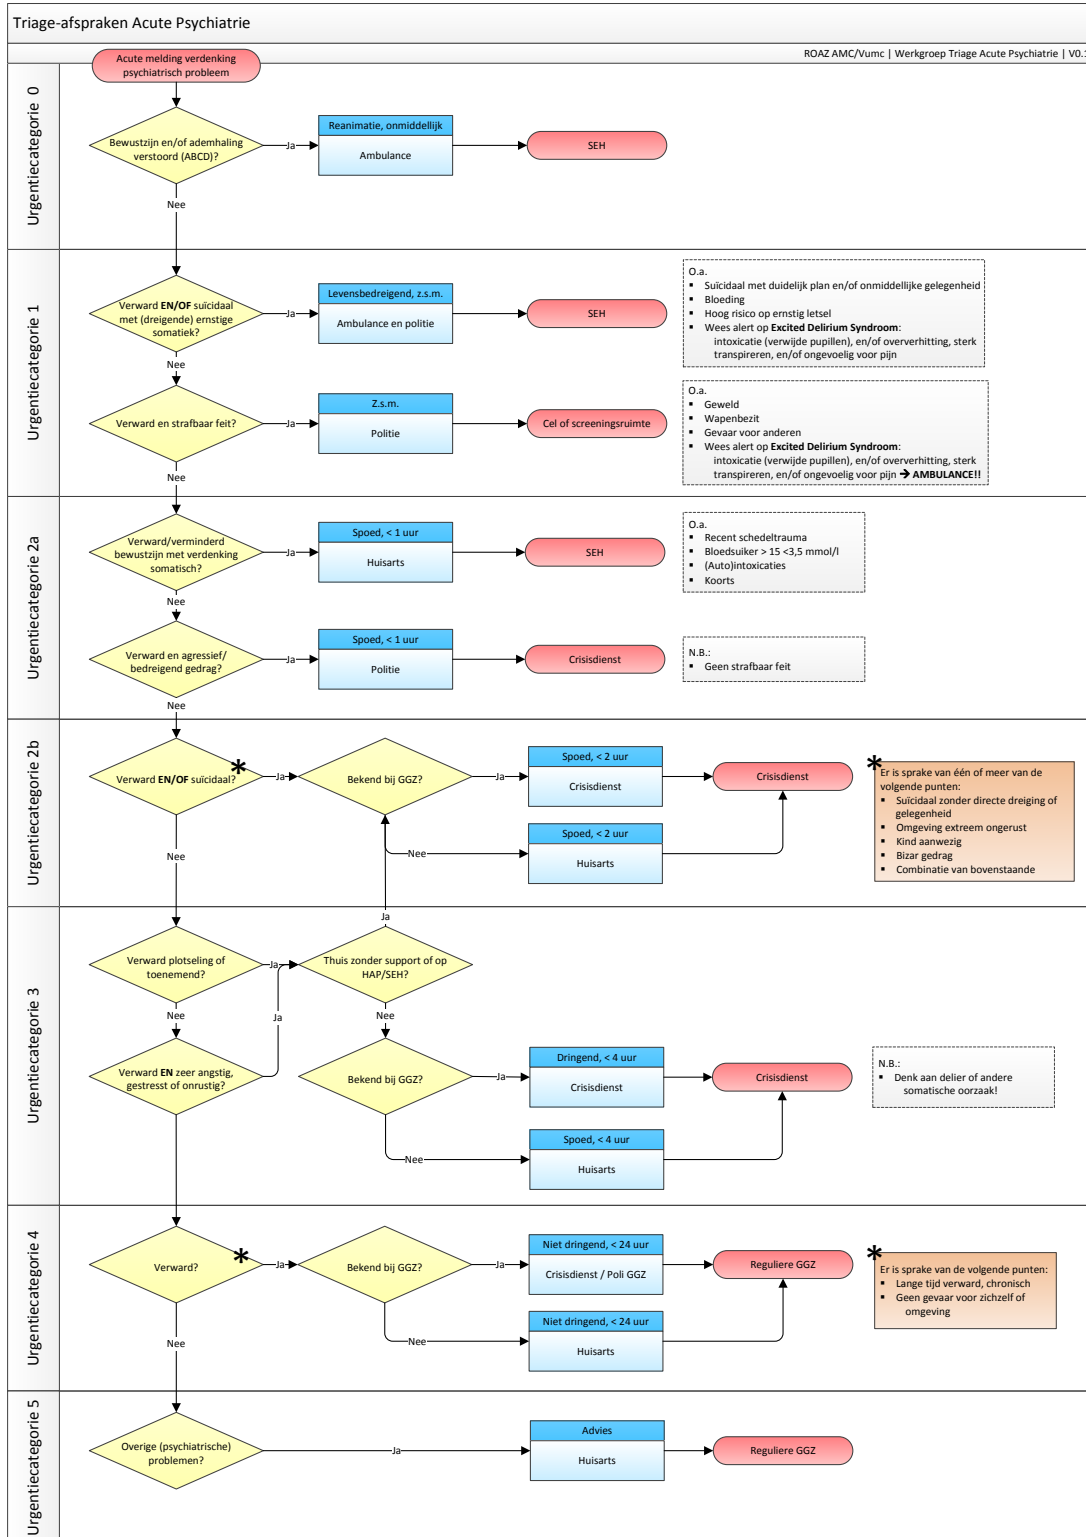 Triage-afspraken Acute Psychiatrie
ROAZ AMC/Vumc | Werkgroep Triage Acute Psychiatrie | V0.1
Urgentiecategorie 0
Acute melding verdenking
psychiatrisch probleem
Bewustzijn en/of ademhaling
verstoord (ABCD)?
Ja
Reanimatie, onmiddellijk
Ambulance
SEH
Nee
Urgentiecategorie 1
Verward EN/OF suïcidaal
met (dreigende) ernstige
somatiek?
Ja
Levensbedreigend, z.s.m.
Ambulance en politie
SEH
O.a.
▪ Suïcidaal met duidelijk plan en/of onmiddellijke gelegenheid
▪ Bloeding
▪ Hoog risico op ernstig letsel
▪ Wees alert op Excited Delirium Syndroom:
intoxicatie (verwijde pupillen), en/of oververhitting, sterk
transpireren, en/of ongevoelig voor pijn
Nee
Verward en strafbaar feit?
Ja
Z.s.m.
Politie
Cel of screeningsruimte
O.a.
▪ Geweld
▪ Wapenbezit
▪ Gevaar voor anderen
▪ Wees alert op Excited Delirium Syndroom:
intoxicatie (verwijde pupillen), en/of oververhitting, sterk
transpireren, en/of ongevoelig voor pijn → AMBULANCE!!
Nee
Urgentiecategorie 2a
Verward/verminderd
bewustzijn met verdenking
somatisch?
Ja
Spoed, < 1 uur
Huisarts
SEH
O.a.
▪ Recent schedeltrauma
▪ Bloedsuiker > 15 <3,5 mmol/l
▪ (Auto)intoxicaties
▪ Koorts
Nee
Verward en agressief/
bedreigend gedrag?
Ja
Spoed, < 1 uur
Politie
Crisisdienst
N.B.:
▪ Geen strafbaar feit
Nee
Urgentiecategorie 2b
Verward EN/OF suïcidaal?
*
Ja
Bekend bij GGZ?
Ja
Spoed, < 2 uur
Crisisdienst
Crisisdienst
Nee
Spoed, < 2 uur
Huisarts
* Er is sprake van één of meer van de
volgende punten:
▪ Suïcidaal zonder directe dreiging of
gelegenheid
▪ Omgeving extreem ongerust
▪ Kind aanwezig
▪ Bizar gedrag
▪ Combinatie van bovenstaande
Nee
Ja
Urgentiecategorie 3
Verward plotseling of
toenemend?
Ja
Thuis zonder support of op
HAP/SEH?
Nee
Ja
Nee
Verward EN zeer angstig,
gestresst of onrustig?
Bekend bij GGZ?
Ja
Dringend, < 4 uur
Crisisdienst
Crisisdienst
N.B.:
▪ Denk aan delier of andere
somatische oorzaak!
Nee
Spoed, < 4 uur
Huisarts
Urgentiecategorie 4
Verward?
*
Ja
Bekend bij GGZ?
Ja
Niet dringend, < 24 uur
Crisisdienst / Poli GGZ
Reguliere GGZ
* Er is sprake van de volgende punten:
▪ Lange tijd verward, chronisch
▪ Geen gevaar voor zichzelf of
omgeving
Nee
Niet dringend, < 24 uur
Huisarts
Nee
Urgentiecategorie 5
Overige (psychiatrische)
problemen?
Ja
Advies
Huisarts
Reguliere GGZ